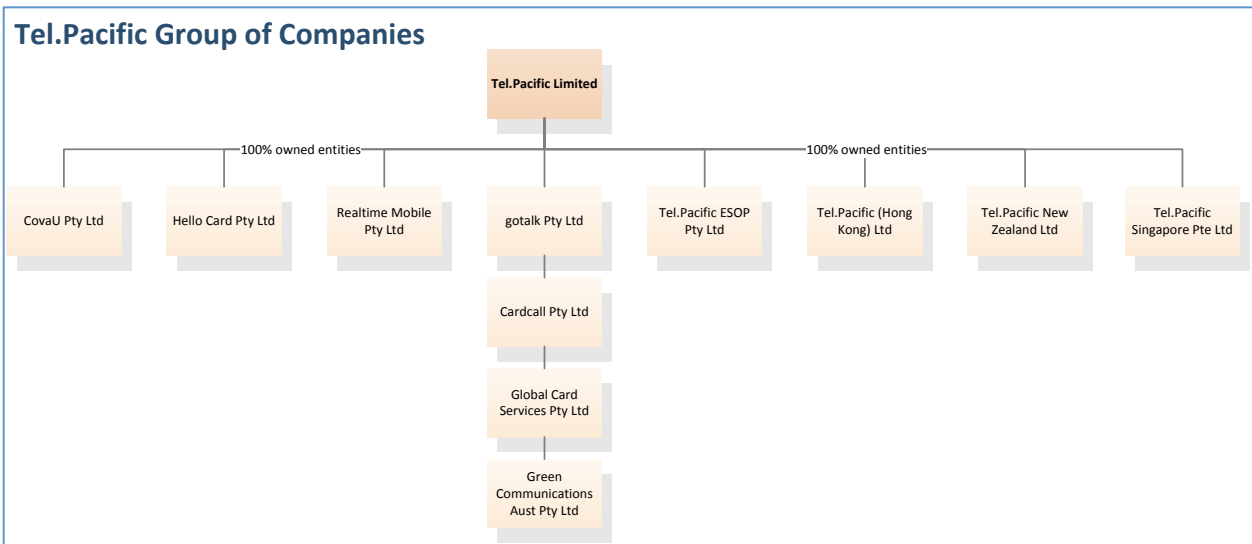 Tel.Pacific Group of Companies
Tel.Pacific Limited
100% owned entities
100% owned entities
CovaU Pty Ltd
Hello Card Pty Ltd
Realtime Mobile
Pty Ltd
gotalk Pty Ltd
Tel.Pacific ESOP
Pty Ltd
Tel.Pacific (Hong
Kong) Ltd
Tel.Pacific New
Zealand Ltd
Tel.Pacific
Singapore Pte Ltd
Cardcall Pty Ltd
Global Card
Services Pty Ltd
Green
Communications
Aust Pty Ltd